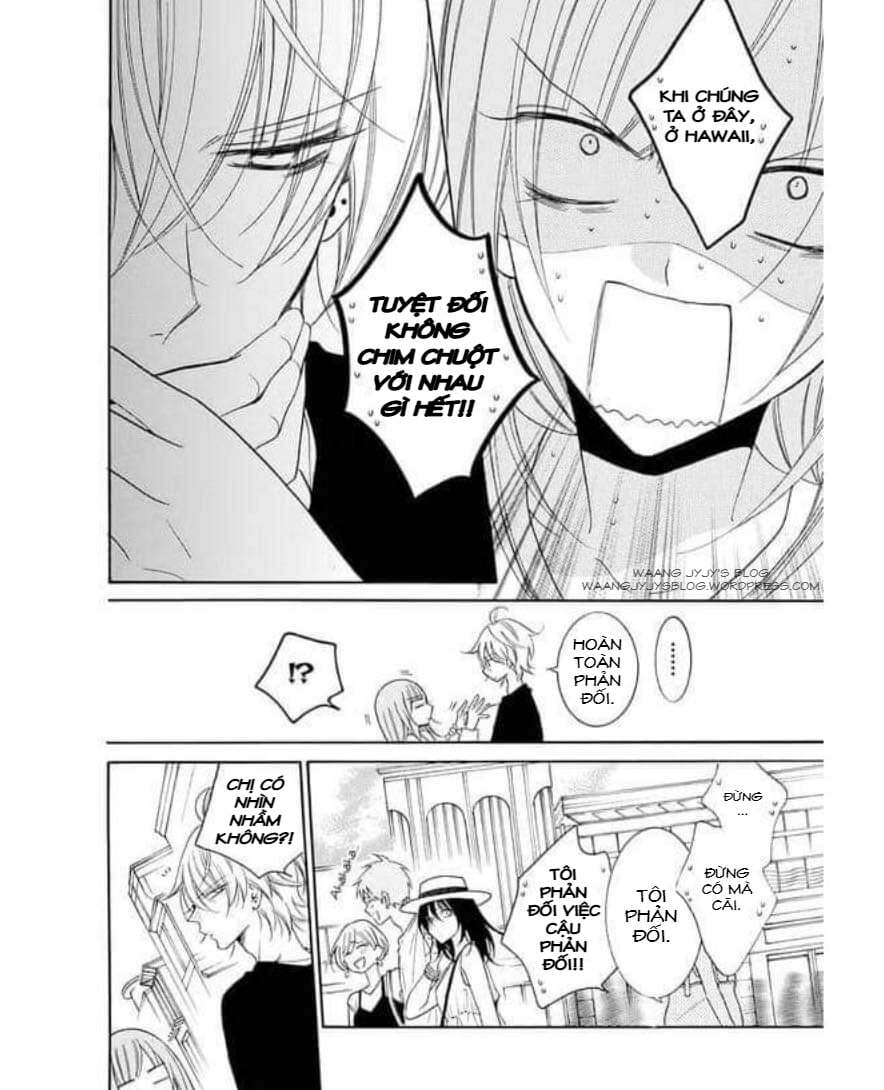 KHI CHÚNG
TA Ở ĐÂY,
Ở HAWAII,
TUYỆT ĐỐI
KHÔNG
CHIM CHUỘT
VỚI NHAU
GÌ HẾT!!
WAANG JYJY'S BLOG
WAANGJYJYSBLOG.WORDPRESS.COM
......
HOÀN
TOÀN
PHẢN
ĐỐI.
!?
ĐỪNG
...
ĐỪNG
CÓ MÀ
CÃI.
TÔI
PHẢN
ĐỐI.
TÔI
PHẢN
ĐỐI VIỆC
CẬU
PHẢN
ĐỐI!!
Ahahaha
CHỊ CÓ
NHÌN
NHẦM
KHÔNG?!